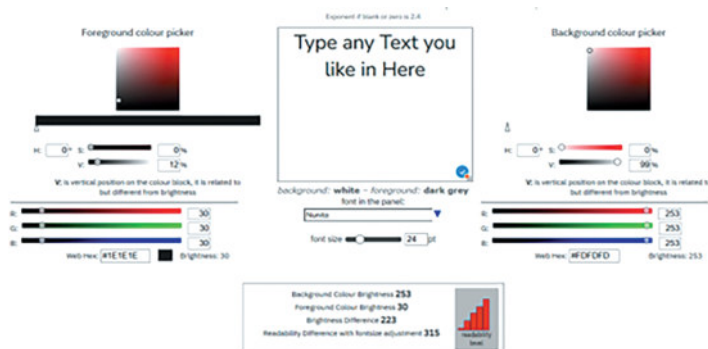 Exponent if blank or zero is 2.4
Foreground colour picker
Type any Text you
like in Here
Background colour picker
H: 0 ° S: 0 %
V: 12 %
V: is vertical position on the colour block, it is related to
but different from brightness
R: 30
G: 30
B: 30
Web Hex: #1E1E1E Brightness: 30
background: white - foreground: dark grey
font in the panel:
Nunito
font size 24 pt
H: 0 ° S: 0 %
V: 99 %
V: is vertical position on the colour block, it is related to
but different from brightness
R: 253
G: 253
B: 253
Web Hex: #FDFDFD Brightness: 253
Background Colour Brightness 253
Foreground Colour Brightness 30
Brightness Difference 223
Readability Difference with fontsize adjustment 315
readability
level